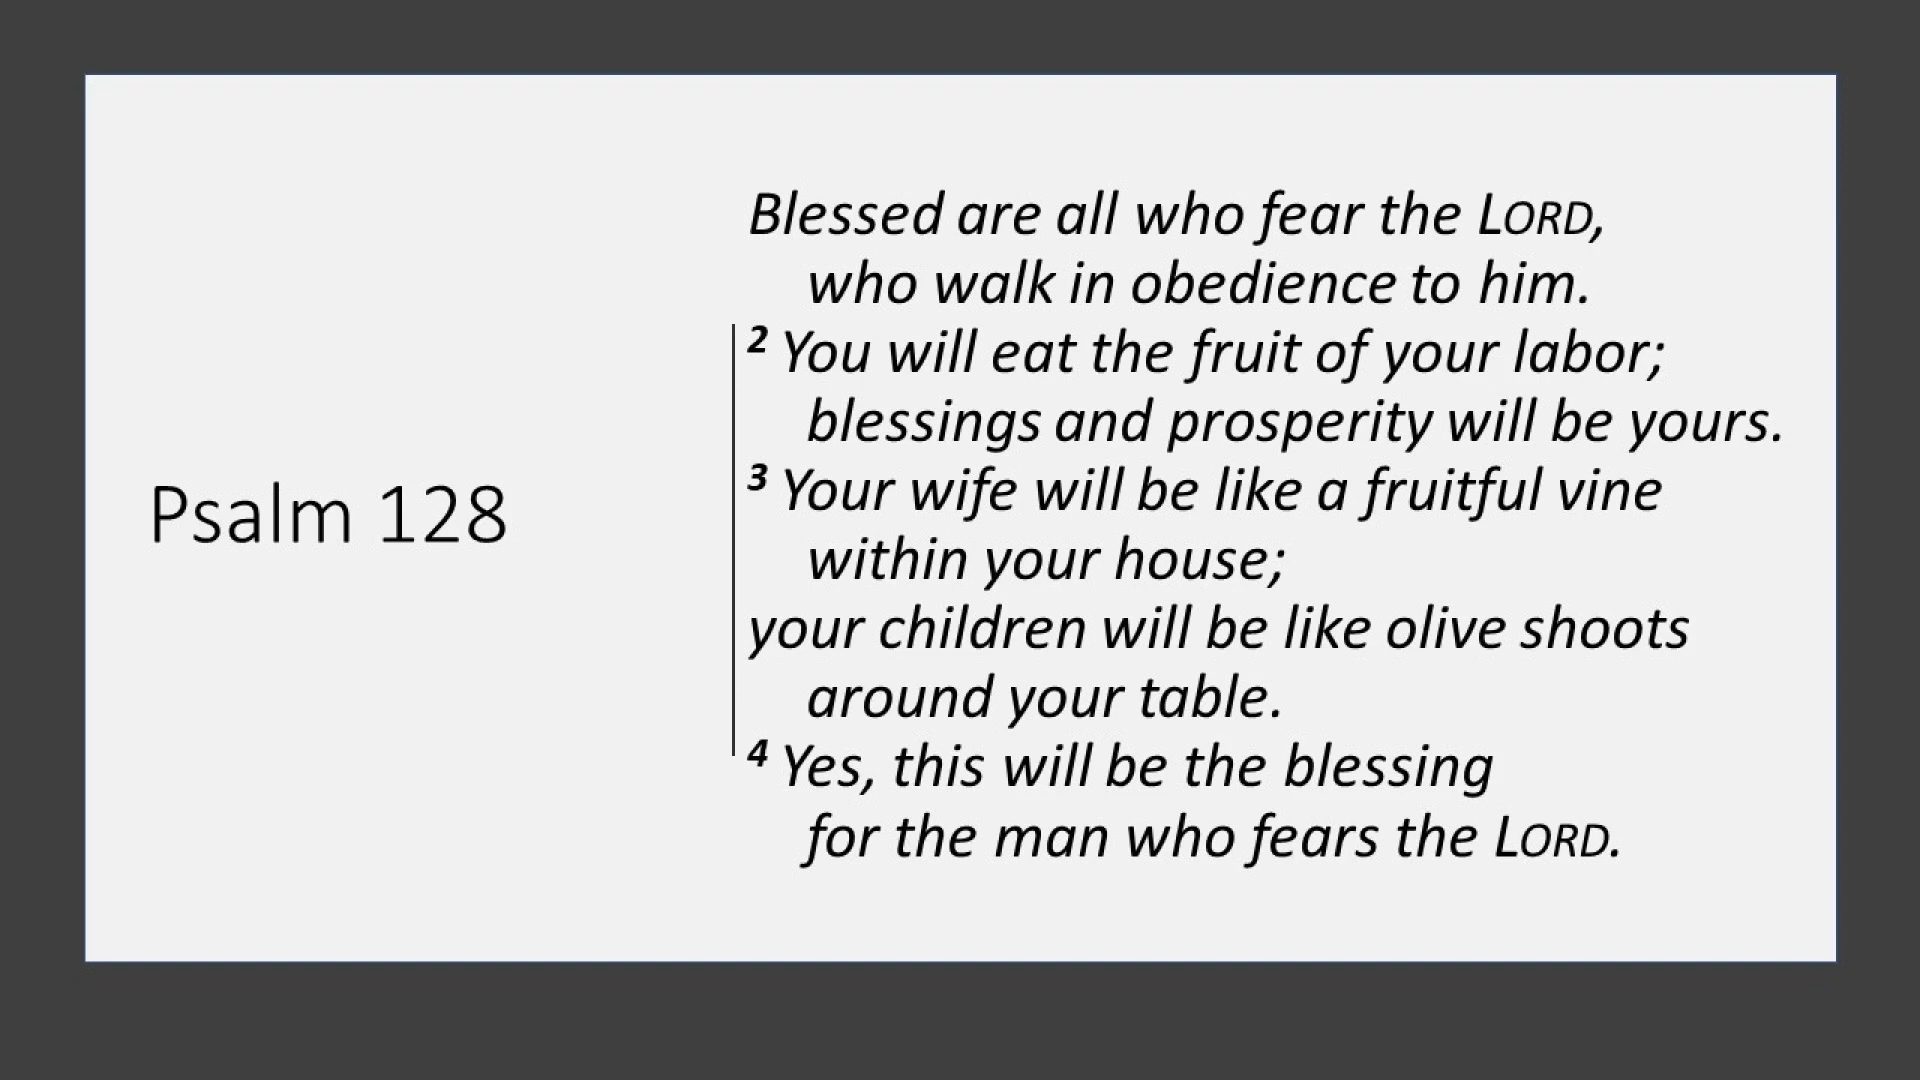 Psalm 128
Blessed are all who fear the LORD,
who walk in obedience to him.
2 You will eat the fruit of your labor;
blessings and prosperity will be yours.
3 Your wife will be like a fruitful vine
within your house;
your children will be like olive shoots
around your table.
4 Yes, this will be the blessing
for the man who fears the LORD.